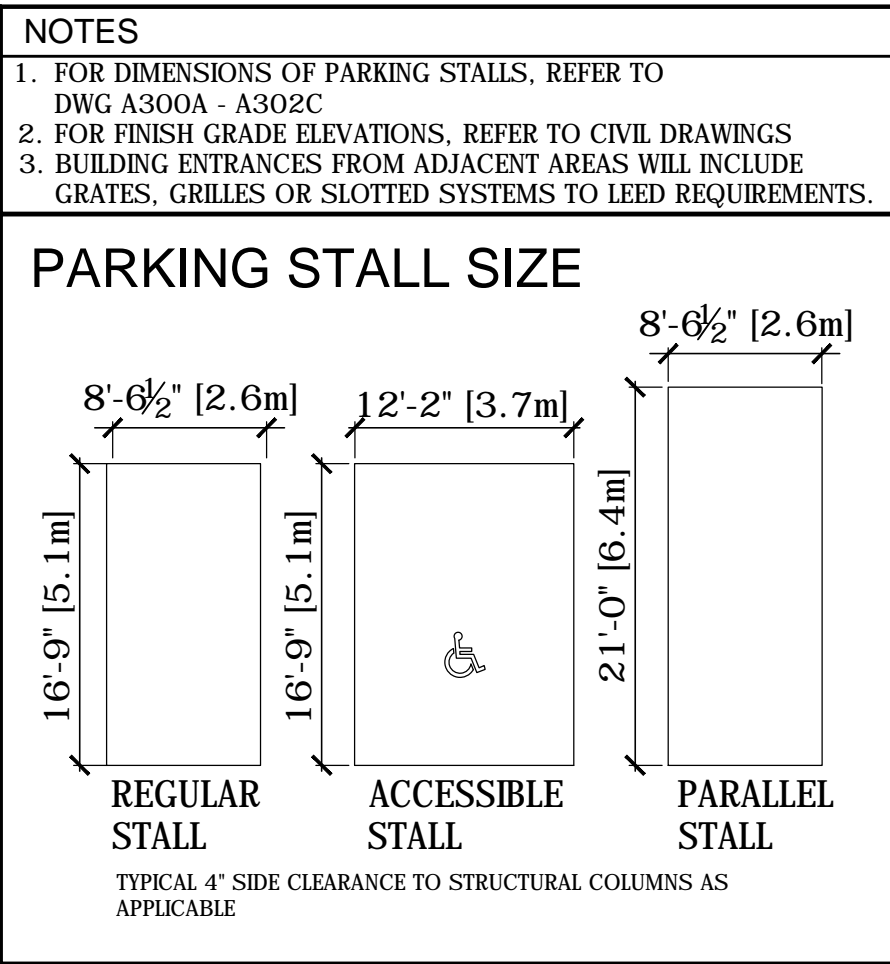 NOTES
1. FOR DIMENSIONS OF PARKING STALLS, REFER TO
DWG A300A - A302C
2. FOR FINISH GRADE ELEVATIONS, REFER TO CIVIL DRAWINGS
3. BUILDING ENTRANCES FROM ADJACENT AREAS WILL INCLUDE
GRATES, GRILLES OR SLOTTED SYSTEMS TO LEED REQUIREMENTS.
PARKING STALL SIZE
8'-6½" [2.6m]
16'-9" [5.1m]
REGULAR
STALL
12'-2" [3.7m]
16'-9" [5.1m]
ACCESSIBLE
STALL
8'-6½" [2.6m]
21'-0" [6.4m]
PARALLEL
STALL
TYPICAL 4" SIDE CLEARANCE TO STRUCTURAL COLUMNS AS
APPLICABLE